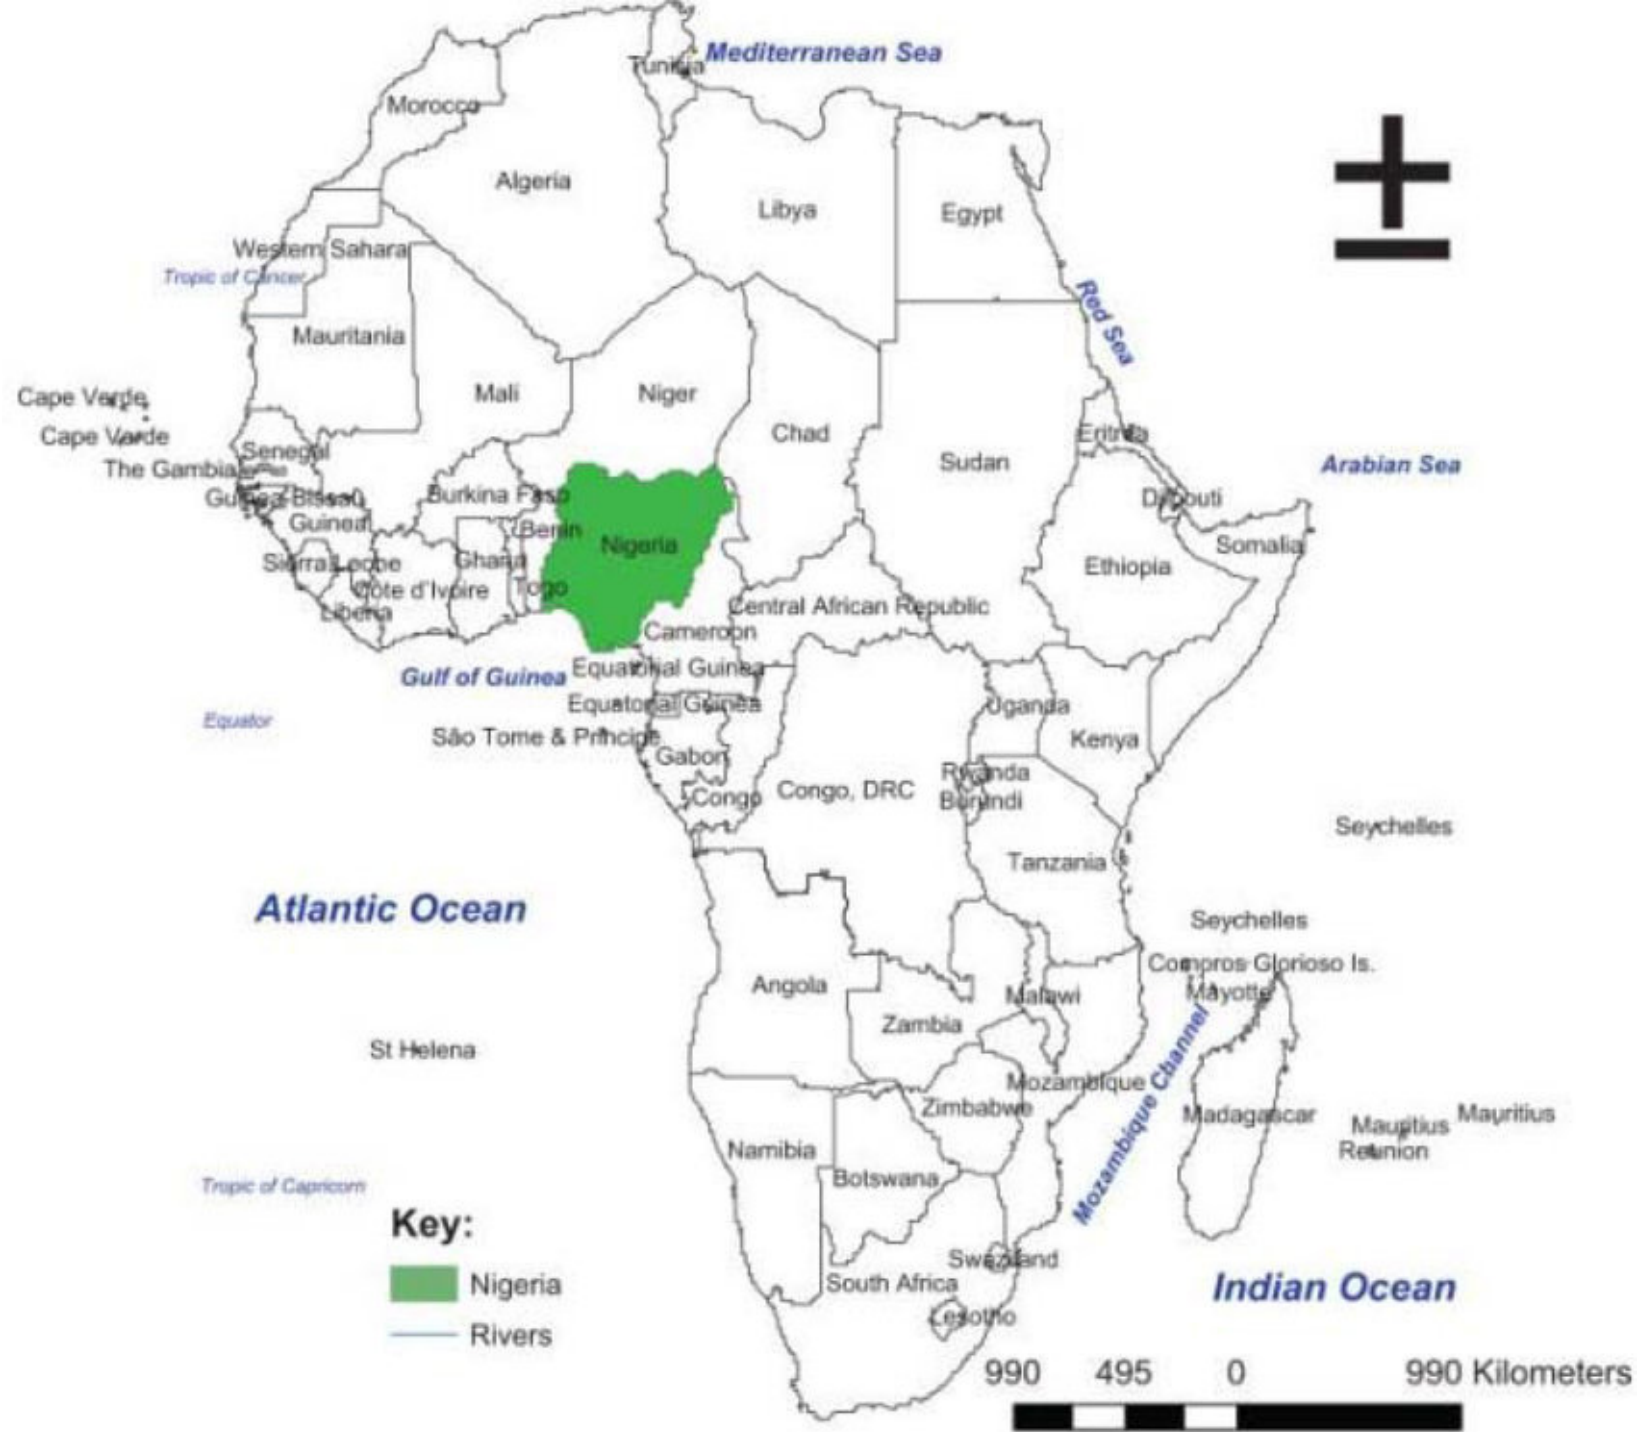 Mediterranean Sea
Tunisia
Morocco
Algeria
Libya
Egypt
Western Sahara
Tropic of Cancer
Red Sea
Mauritania
Mali
Niger
Cape Verde
Chad
Cape Verde
Eritrea
Senegal
Sudan
Arabian Sea
The Gambia
Guinea-Bissau
Burkina Faso
Djibouti
Guinea
Benin
Nigeria
Somalia
Sierra Leone
Ghana
Ethiopia
Côte d'Ivoire
Togo
Liberia
Central African Republic
Cameroon
Equatorial Guinea
Gulf of Guinea
Equatorial Guinea
Uganda
Equator
São Tome & Principe
Kenya
Gabon
Rwanda
Congo
Congo, DRC
Burundi
Seychelles
Tanzania
Atlantic Ocean
Seychelles
Comoros Glorioso Is.
Angola
Malawi
Mayotte
Zambia
St Helena
Mozambique
Mozambique Channel
Zimbabwe
Madagascar
Mauritius
Mauritius
Namibia
Reunion
Botswana
Tropic of Capricorn
Key:
Swaziland
Nigeria
South Africa
Indian Ocean
Lesotho
Rivers
990 495 0 990 Kilometers